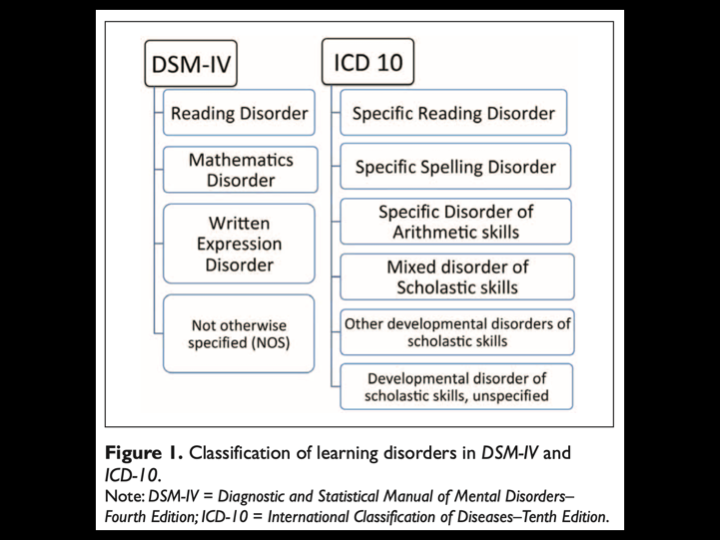 DSM-IV
Reading Disorder
Mathematics
Disorder
Written
Expression
Disorder
Not otherwise
specified (NOS)
ICD 10
Specific Reading Disorder
Specific Spelling Disorder
Specific Disorder of
Arithmetic skills
Mixed disorder of
Scholastic skills
Other developmental disorders of
scholastic skills
Developmental disorder of
scholastic skills, unspecified
Figure 1. Classification of learning disorders in DSM-IV and
ICD-10.
Note: DSM-IV = Diagnostic and Statistical Manual of Mental Disorders–
Fourth Edition; ICD-10 = International Classification of Diseases–Tenth Edition.